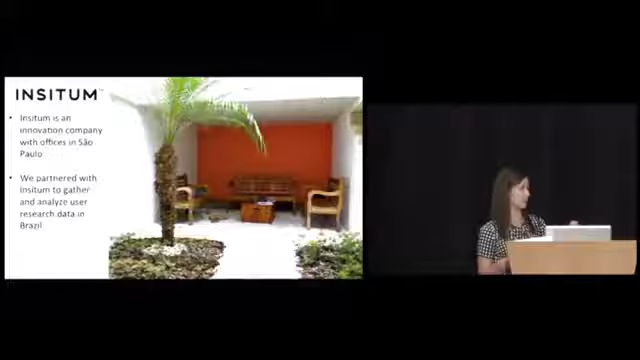 INSITUM
• Insitum is an
innovation company
with offices in São
Paulo
• We partnered with
Insitum to gather
and analyze user
research data in
Brazil